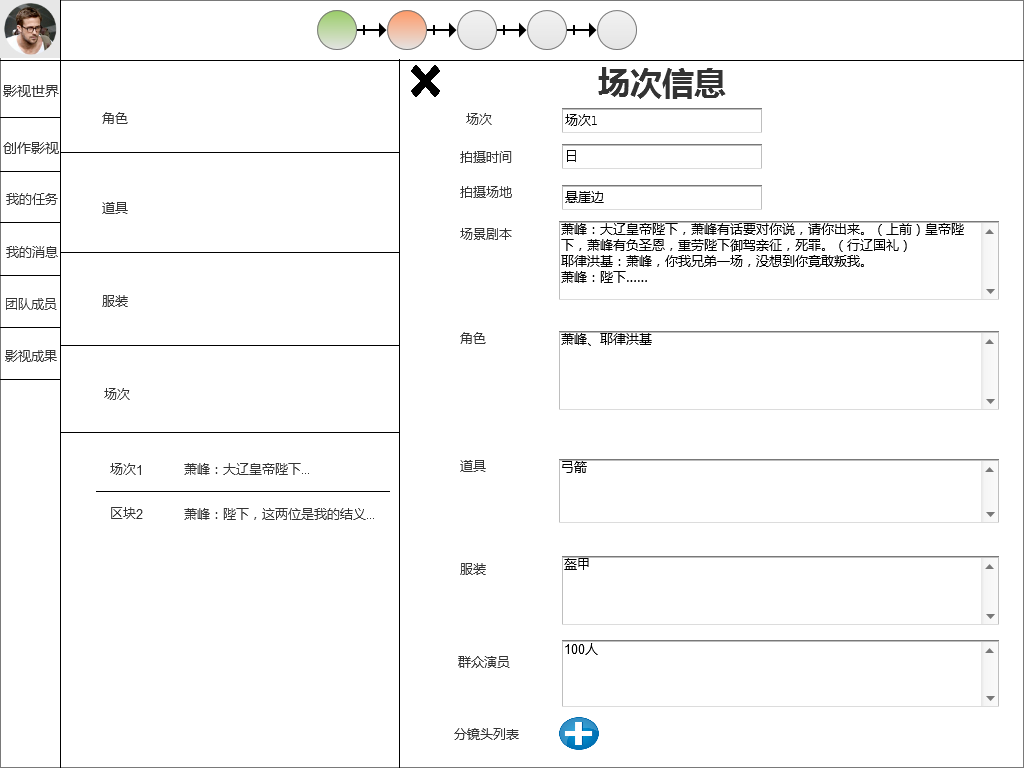 影视世界
创作影视
我的任务
我的消息
团队成员
影视成果
角色
道具
服装
场次
场次1 萧峰：大辽皇帝陛下...
区块2 萧峰：陛下，这两位是我的结义...
场次信息
场次 场次1
拍摄时间 日
拍摄场地 悬崖边
场景剧本
萧峰：大辽皇帝陛下，萧峰有话要对你说，请你出来。（上前）皇帝陛
下，萧峰有负圣恩，重劳陛下御驾亲征，死罪。（行辽国礼）
耶律洪基：萧峰，你我兄弟一场，没想到你竟敢叛我。
萧峰：陛下......
角色 萧峰、耶律洪基
道具 弓箭
服装 盔甲
群众演员 100人
分镜头列表